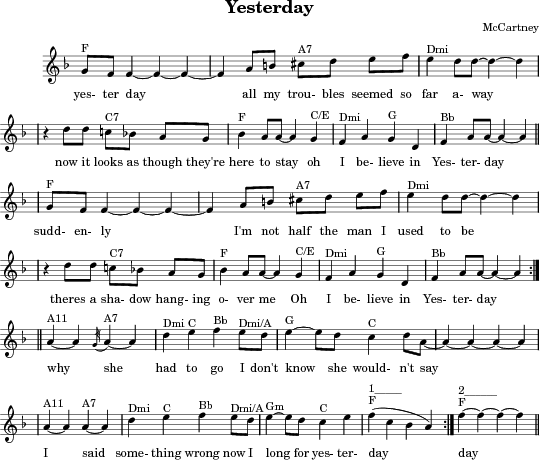 Yesterday
McCartney
F A7 Dmi
yes- ter day all my trou- bles seemed so far a- way
C7 F C/E Dmi G Bb
now it looks as though they're here to stay oh I be- lieve in Yes- ter- day
F A7 Dmi
sudd- en- ly I'm not half the man I used to be
C7 F C/E Dmi G Bb
theres a sha- dow hang- ing o- ver me Oh I be- lieve in Yes- ter- day
A11 A7 Dmi C Bb Dmi/A G C
why she had to go I don't know she would- n't say
1_____ 2_____
A11 A7 Dmi C Bb Dmi/A Gm C F F
I said some- thing wrong now I long for yes- ter- day day